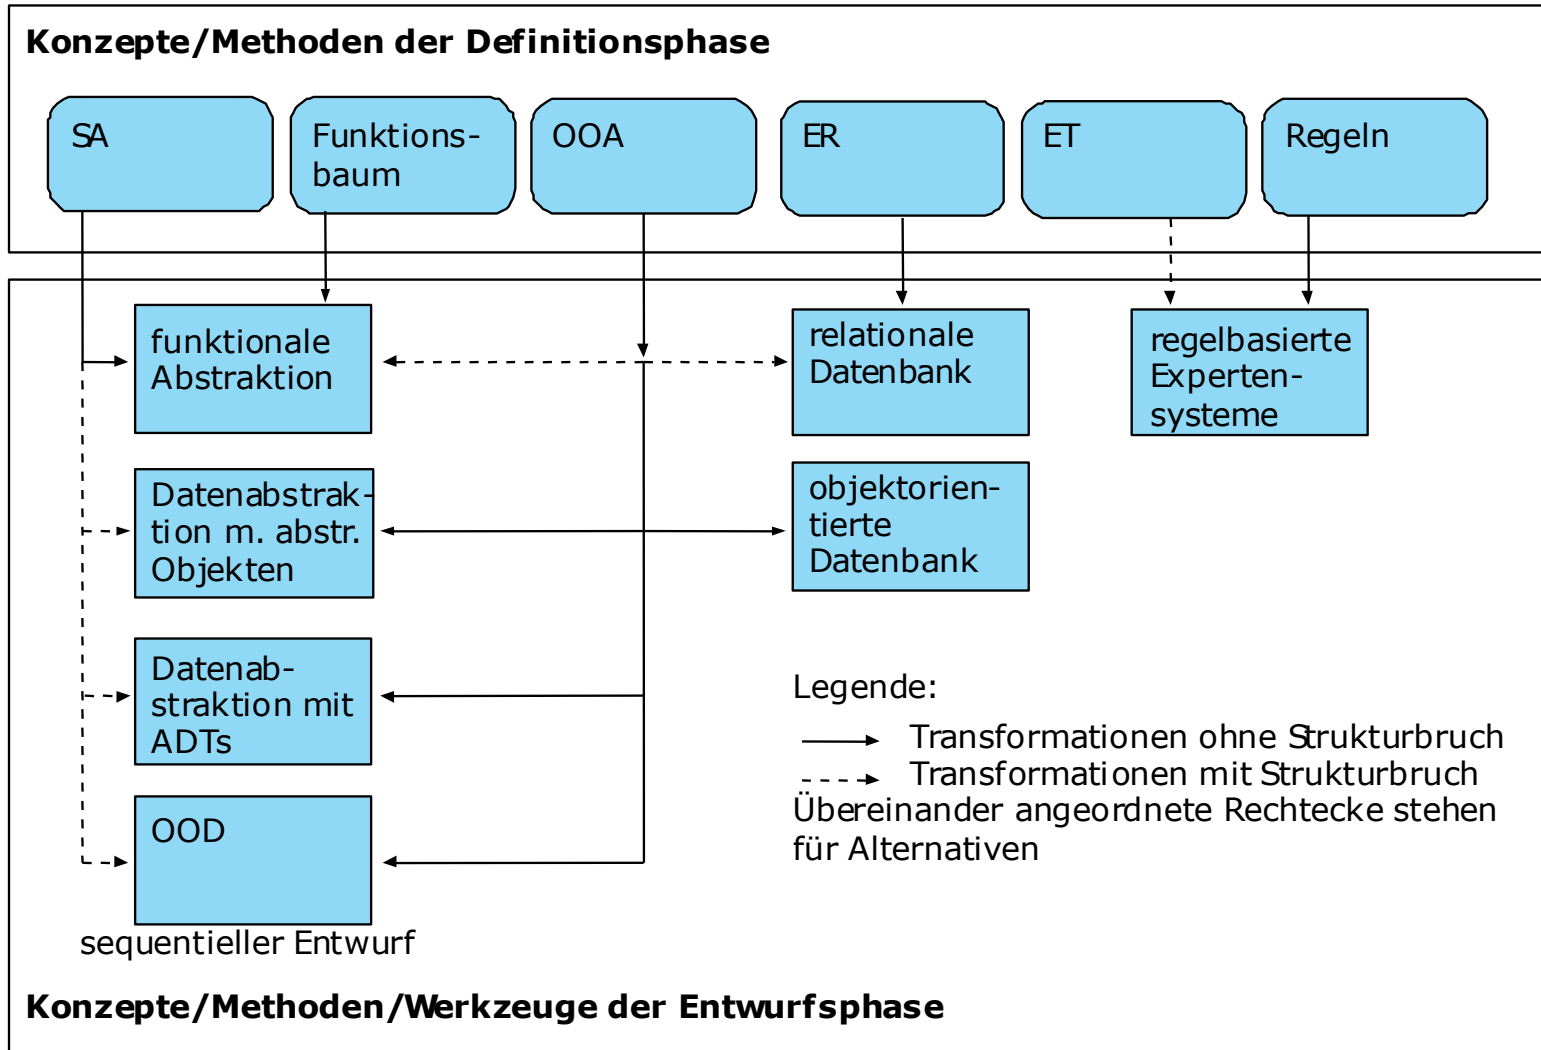 Konzepte/Methoden der Definitionsphase
SA
Funktions-
baum
OOA
ER
ET
Regeln
funktionale
Abstraktion
relationale
Datenbank
regelbasierte
Experten-
systeme
Datenabstrak-
tion m. abstr.
Objekten
objektorien-
tierte
Datenbank
Datenab-
straktion mit
ADTs
Legende:
Transformationen ohne Strukturbruch
Transformationen mit Strukturbruch
Übereinander angeordnete Rechtecke stehen
für Alternativen
OOD
sequentieller Entwurf
Konzepte/Methoden/Werkzeuge der Entwurfsphase